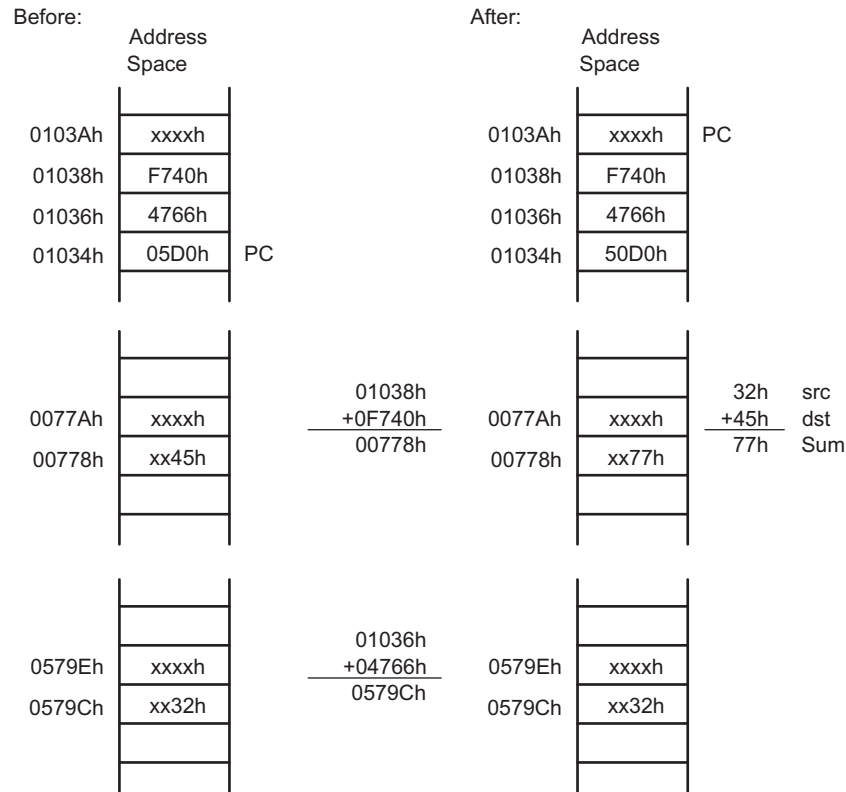 Before:
Address
Space
0103Ah xxxxh
01038h F740h
01036h 4766h
01034h 05D0h PC
0077Ah xxxxh
00778h xx45h
0579Eh xxxxh
0579Ch xx32h
01038h
+0F740h
00778h
01036h
+04766h
0579Ch
After:
Address
Space
0103Ah xxxxh PC
01038h F740h
01036h 4766h
01034h 50D0h
0077Ah xxxxh
00778h xx77h
32h src
+45h dst
77h Sum
0579Eh xxxxh
0579Ch xx32h